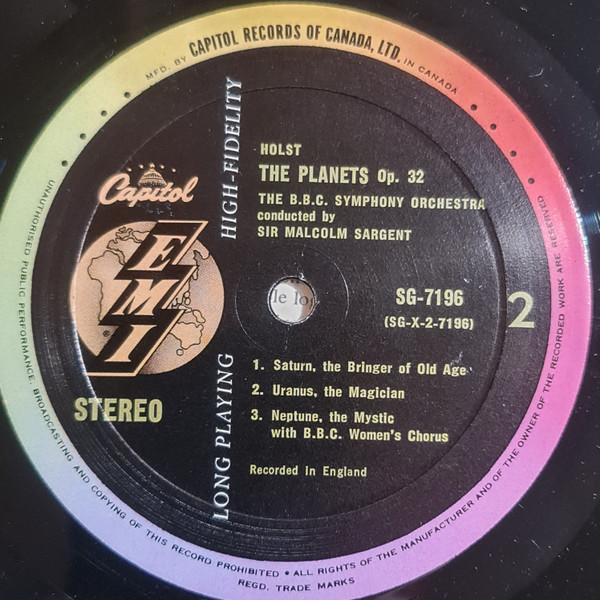 MFD. BY CAPITOL RECORDS OF CANADA, LTD. IN CANADA
HIGH-FIDELITY
LONG PLAYING
Capitol
EMI
STEREO
HOLST
THE PLANETS Op. 32
THE B.B.C. SYMPHONY ORCHESTRA
conducted by
SIR MALCOLM SARGENT
le lo
SG-7196
(SG-X-2-7196)
2
1. Saturn, the Bringer of Old Age
2. Uranus, the Magician
3. Neptune, the Mystic
with B.B.C. Women's Chorus
Recorded in England
UNAUTHORISED PUBLIC PERFORMANCE, BROADCASTING AND COPYING OF THIS RECORD PROHIBITED • ALL RIGHTS OF THE MANUFACTURER AND OF THE OWNER OF THE RECORDED WORK ARE RESERVED
REGD. TRADE MARKS